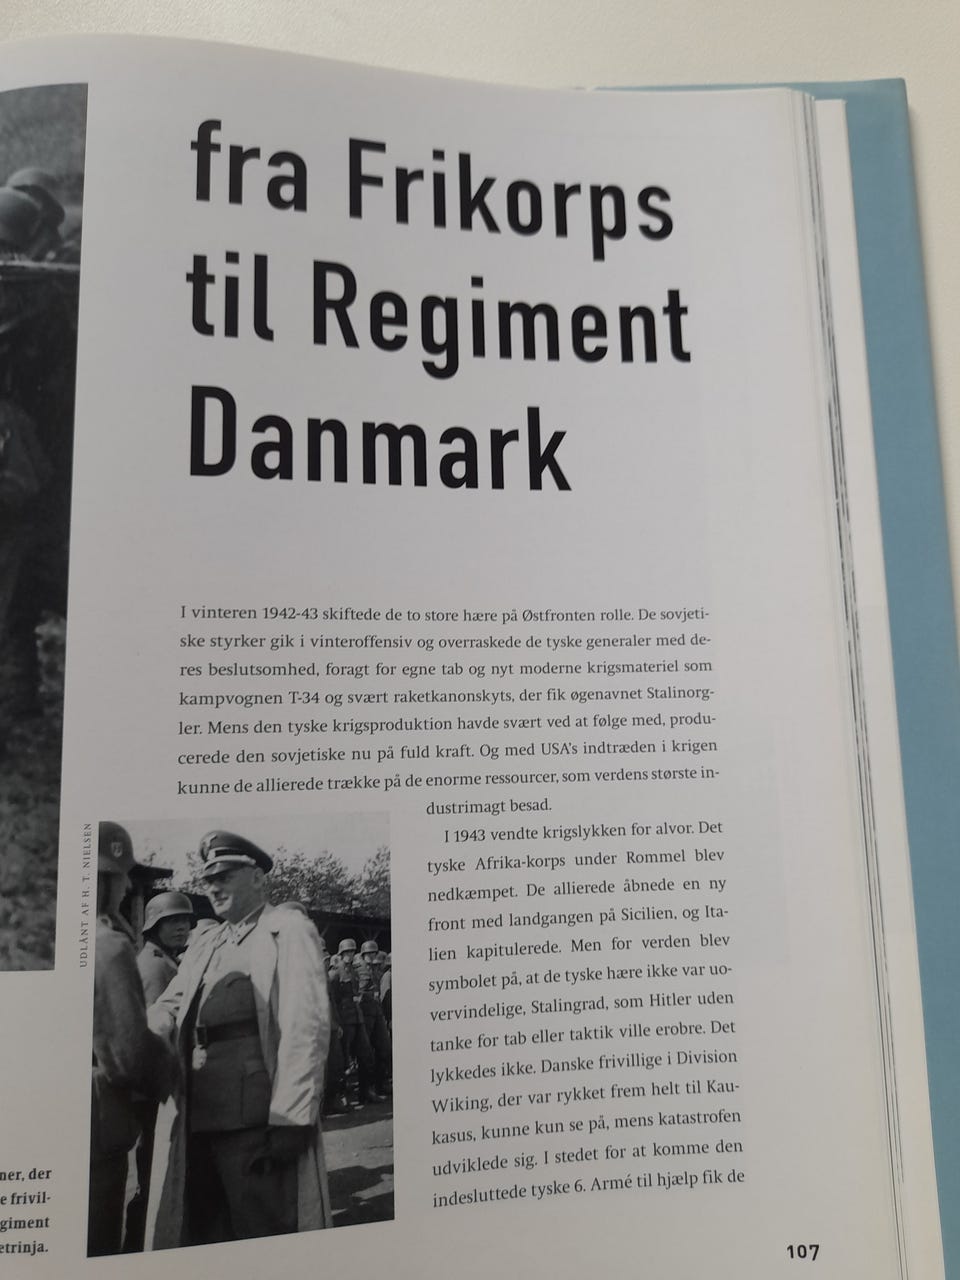 fra Frikorps
til Regiment
Danmark
I vinteren 1942-43 skiftede de to store hære på Østfronten rolle. De sovjeti-
ske styrker gik i vinteroffensiv og overraskede de tyske generaler med de-
res beslutsomhed, foragt for egne tab og nyt moderne krigsmateriel som
kampvognen T-34 og svært raketkanonskyts, der fik øgenavnet Stalinorg-
ler. Mens den tyske krigsproduktion havde svært ved at følge med, produ-
cerede den sovjetiske nu på fuld kraft. Og med USA's indtræden i krigen
kunne de allierede trække på de enorme ressourcer, som verdens største in-
dustrimagt besad.
I 1943 vendte krigslykken for alvor. Det
tyske Afrika-korps under Rommel blev
nedkæmpet. De allierede åbnede en ny
front med landgangen på Sicilien, og Ita-
lien kapitulerede. Men for verden blev
symbolet på, at de tyske hære ikke var uo-
vervindelige, Stalingrad, som Hitler uden
tanke for tab eller taktik ville erobre. Det
lykkedes ikke. Danske frivillige i Division
Wiking, der var rykket frem helt til Kau-
kasus, kunne kun se på, mens katastrofen
udviklede sig. I stedet for at komme den
indesluttede tyske 6. Armé til hjælp fik de
UDLÅNT AF H. T. NIELSEN
ner, der
e frivil-
giment
etrinja.
107